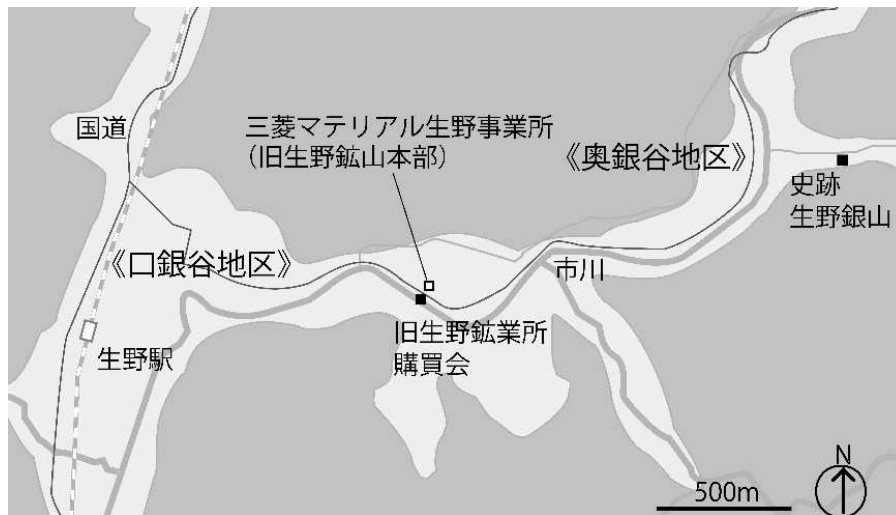 国道
三菱マテリアル生野事業所
（旧生野鉱山本部）
《奥銀谷地区》
史跡
生野銀山
《口銀谷地区》
市川
旧生野鉱業所
購買会
生野駅
N
500m